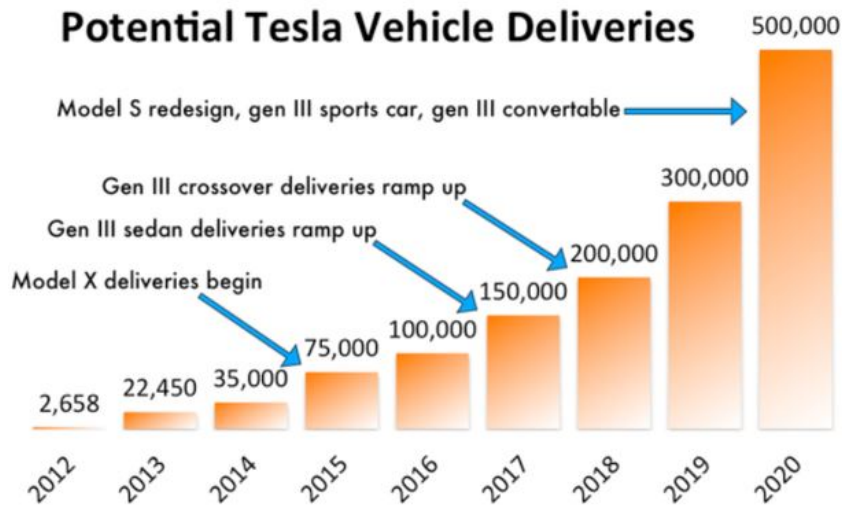 Potential Tesla Vehicle Deliveries
500,000
Model S redesign, gen III sports car, gen III convertable
Gen III crossover deliveries ramp up
300,000
Gen III sedan deliveries ramp up
200,000
Model X deliveries begin
150,000
100,000
75,000
35,000
22,450
2,658
2012 2013 2014 2015 2016 2017 2018 2019 2020